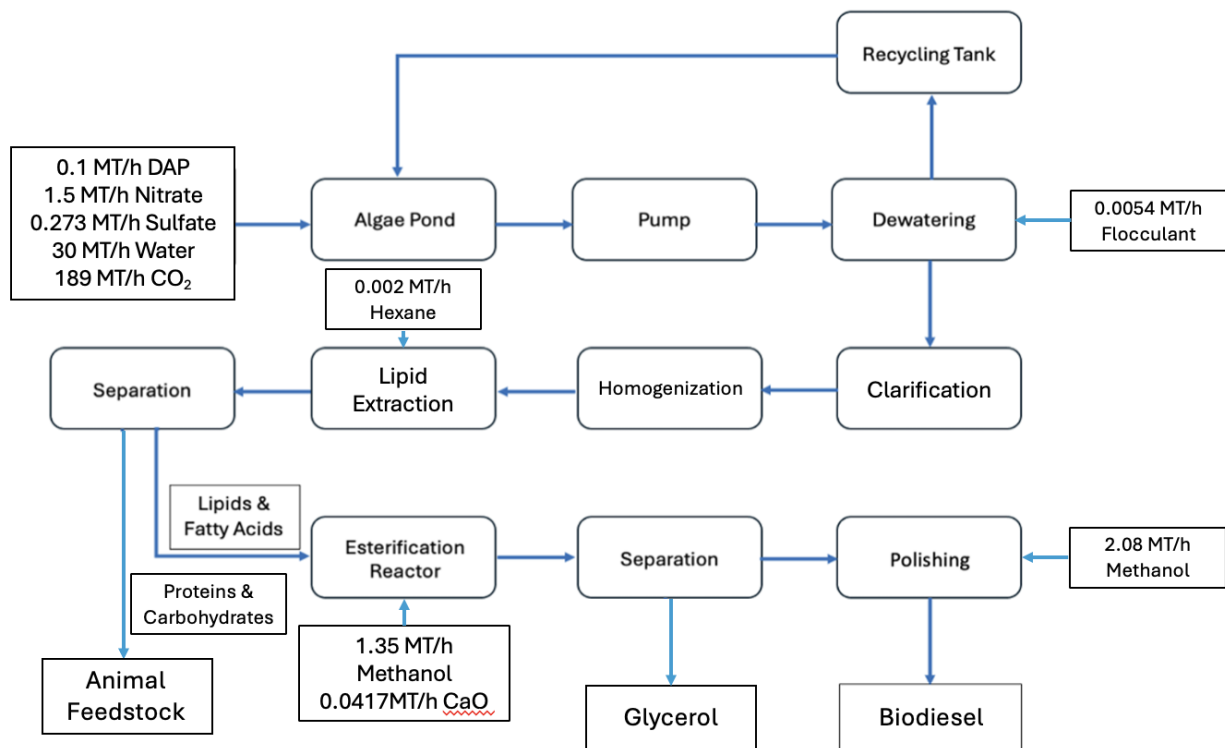 Recycling Tank
0.1 MT/h DAP
1.5 MT/h Nitrate
0.273 MT/h Sulfate
30 MT/h Water
189 MT/h CO₂
Algae Pond
Pump
Dewatering
0.0054 MT/h
Flocculant
0.002 MT/h
Hexane
Separation
Lipid
Extraction
Homogenization
Clarification
Lipids &
Fatty Acids
Esterification
Reactor
Separation
Polishing
2.08 MT/h
Methanol
Proteins &
Carbohydrates
1.35 MT/h
Methanol
0.0417MT/h CaO
Animal
Feedstock
Glycerol
Biodiesel